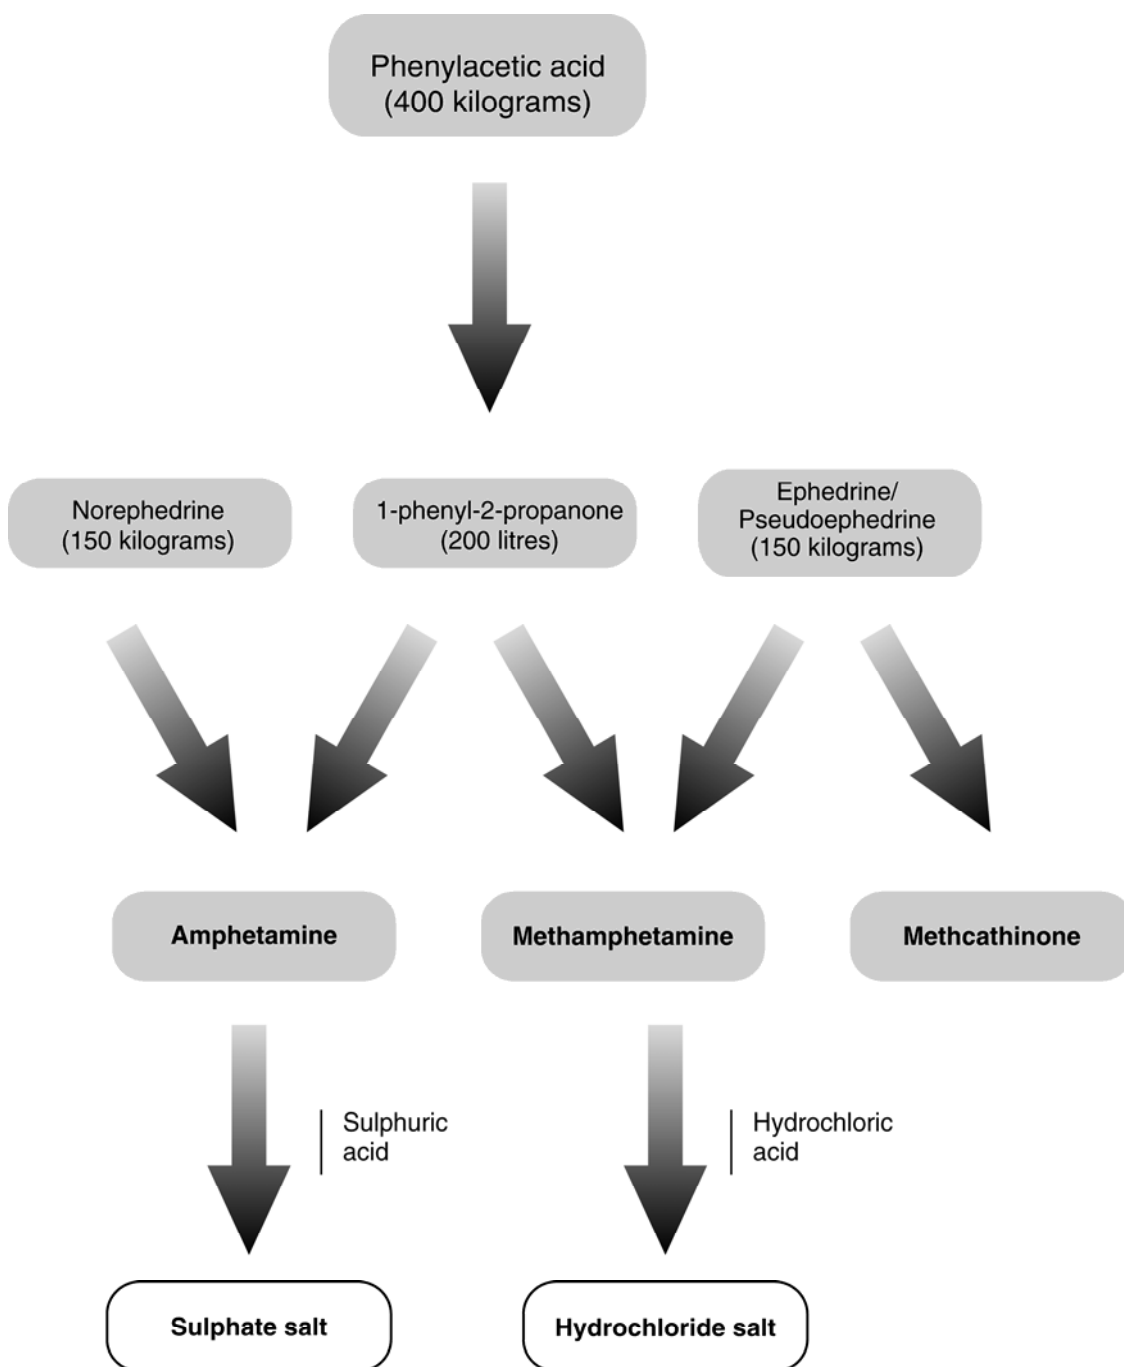 Phenylacetic acid
(400 kilograms)
Norephedrine
(150 kilograms)
1-phenyl-2-propanone
(200 litres)
Ephedrine/
Pseudoephedrine
(150 kilograms)
Amphetamine
Methamphetamine
Methcathinone
Sulphuric
acid
Hydrochloric
acid
Sulphate salt
Hydrochloride salt